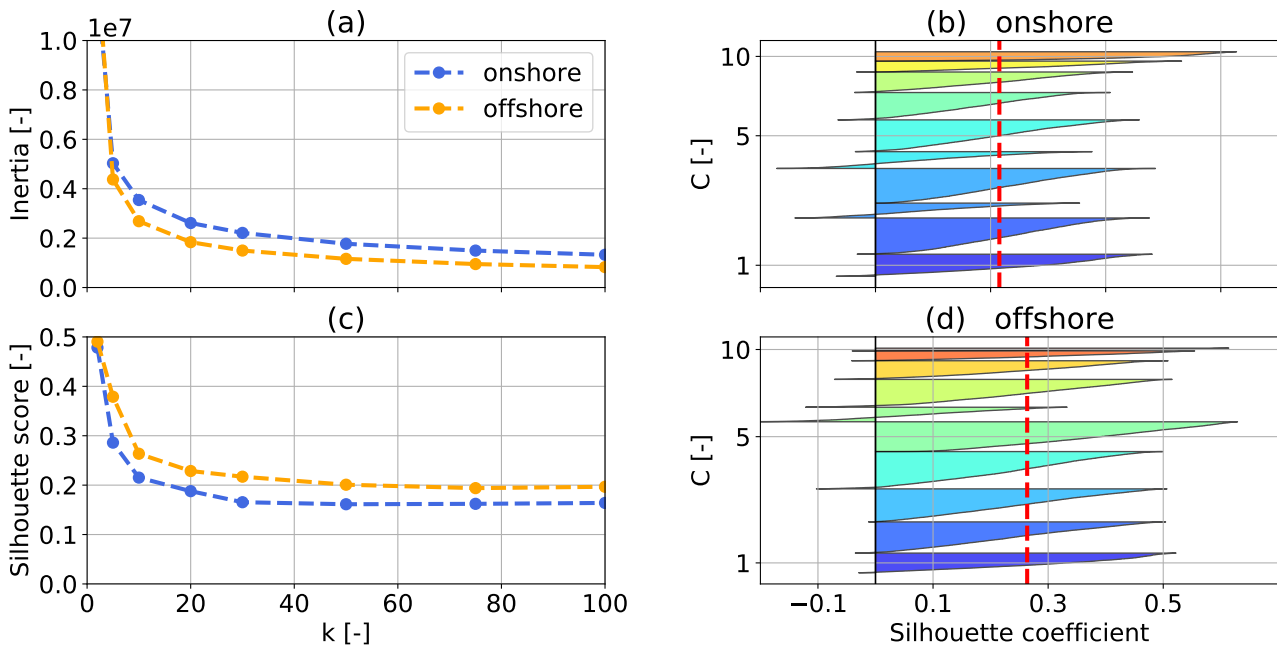 (a)
1e7
1.0
0.8
0.6
0.4
0.2
0.0
Inertia [-]
onshore
offshore
(b) onshore
10
5
1
C [-]
(c)
0.5
0.4
0.3
0.2
0.1
0.0
Silhouette score [-]
0 20 40 60 80 100
k [-]
(d) offshore
10
5
1
C [-]
−0.1 0.1 0.3 0.5
Silhouette coefficient